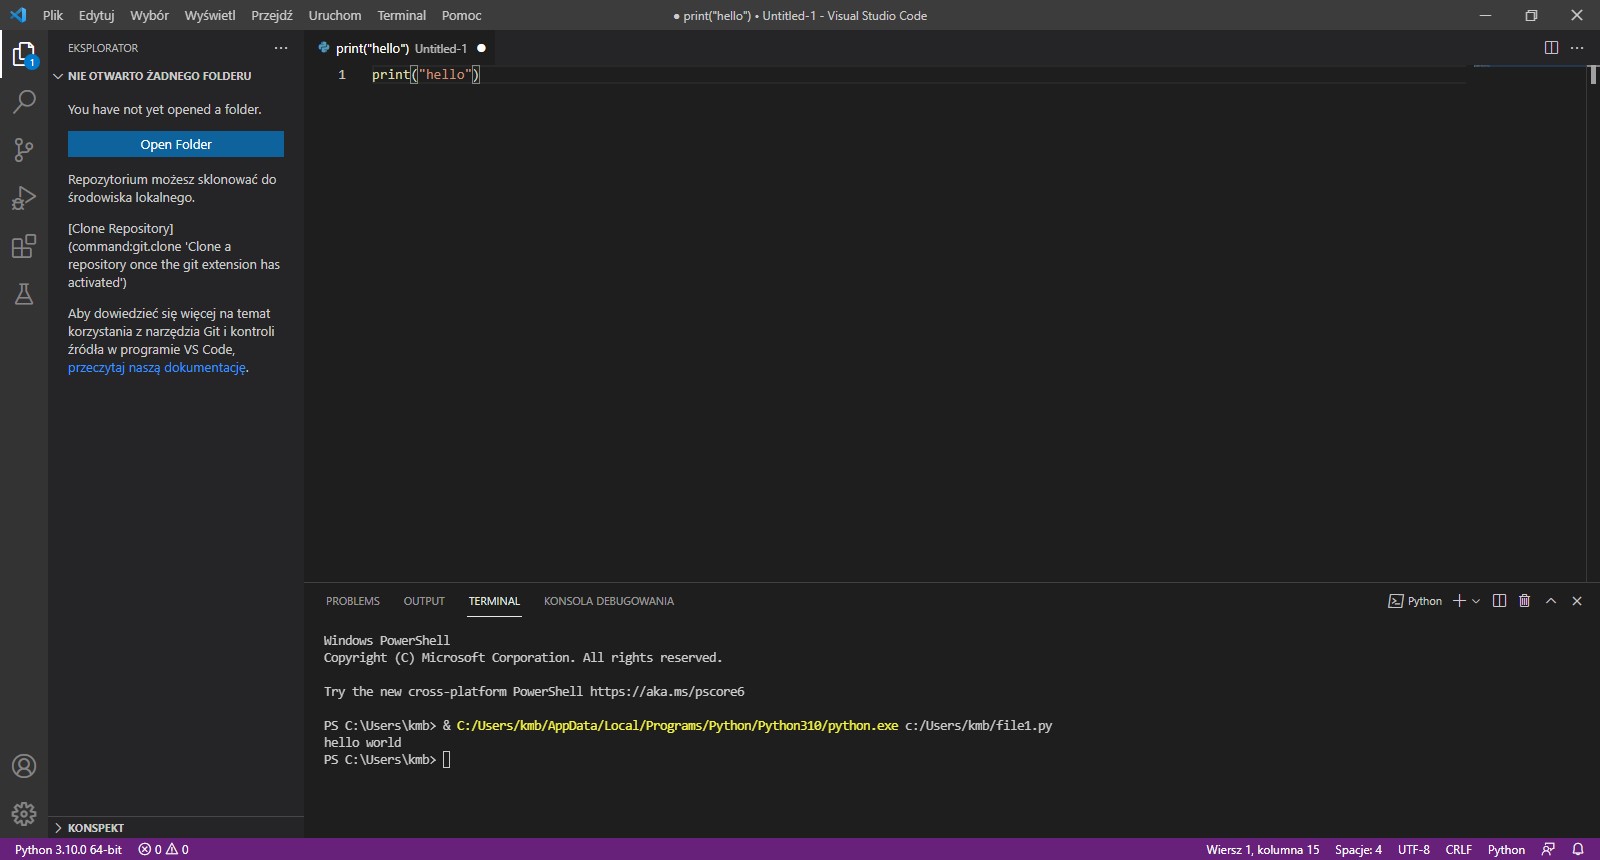 Plik Edytuj Wybór Wyświetl Przejdź Uruchom Terminal Pomoc
● print("hello") • Untitled-1 - Visual Studio Code
EKSPLORATOR
1
NIE OTWARTO ŻADNEGO FOLDERU
You have not yet opened a folder.
Open Folder
Repozytorium możesz sklonować do
środowiska lokalnego.
[Clone Repository]
(command:git.clone 'Clone a
repository once the git extension has
activated')
Aby dowiedzieć się więcej na temat
korzystania z narzędzia Git i kontroli
źródła w programie VS Code,
przeczytaj naszą dokumentację.
KONSPEKT
print("hello") Untitled-1
1 print("hello")
PROBLEMS OUTPUT TERMINAL KONSOLA DEBUGOWANIA
Python
Windows PowerShell
Copyright (C) Microsoft Corporation. All rights reserved.
Try the new cross-platform PowerShell https://aka.ms/pscore6
PS C:\Users\kmb> & C:/Users/kmb/AppData/Local/Programs/Python/Python310/python.exe c:/Users/kmb/file1.py
hello world
PS C:\Users\kmb>
Python 3.10.0 64-bit 0 0
Wiersz 1, kolumna 15 Spacje: 4 UTF-8 CRLF Python